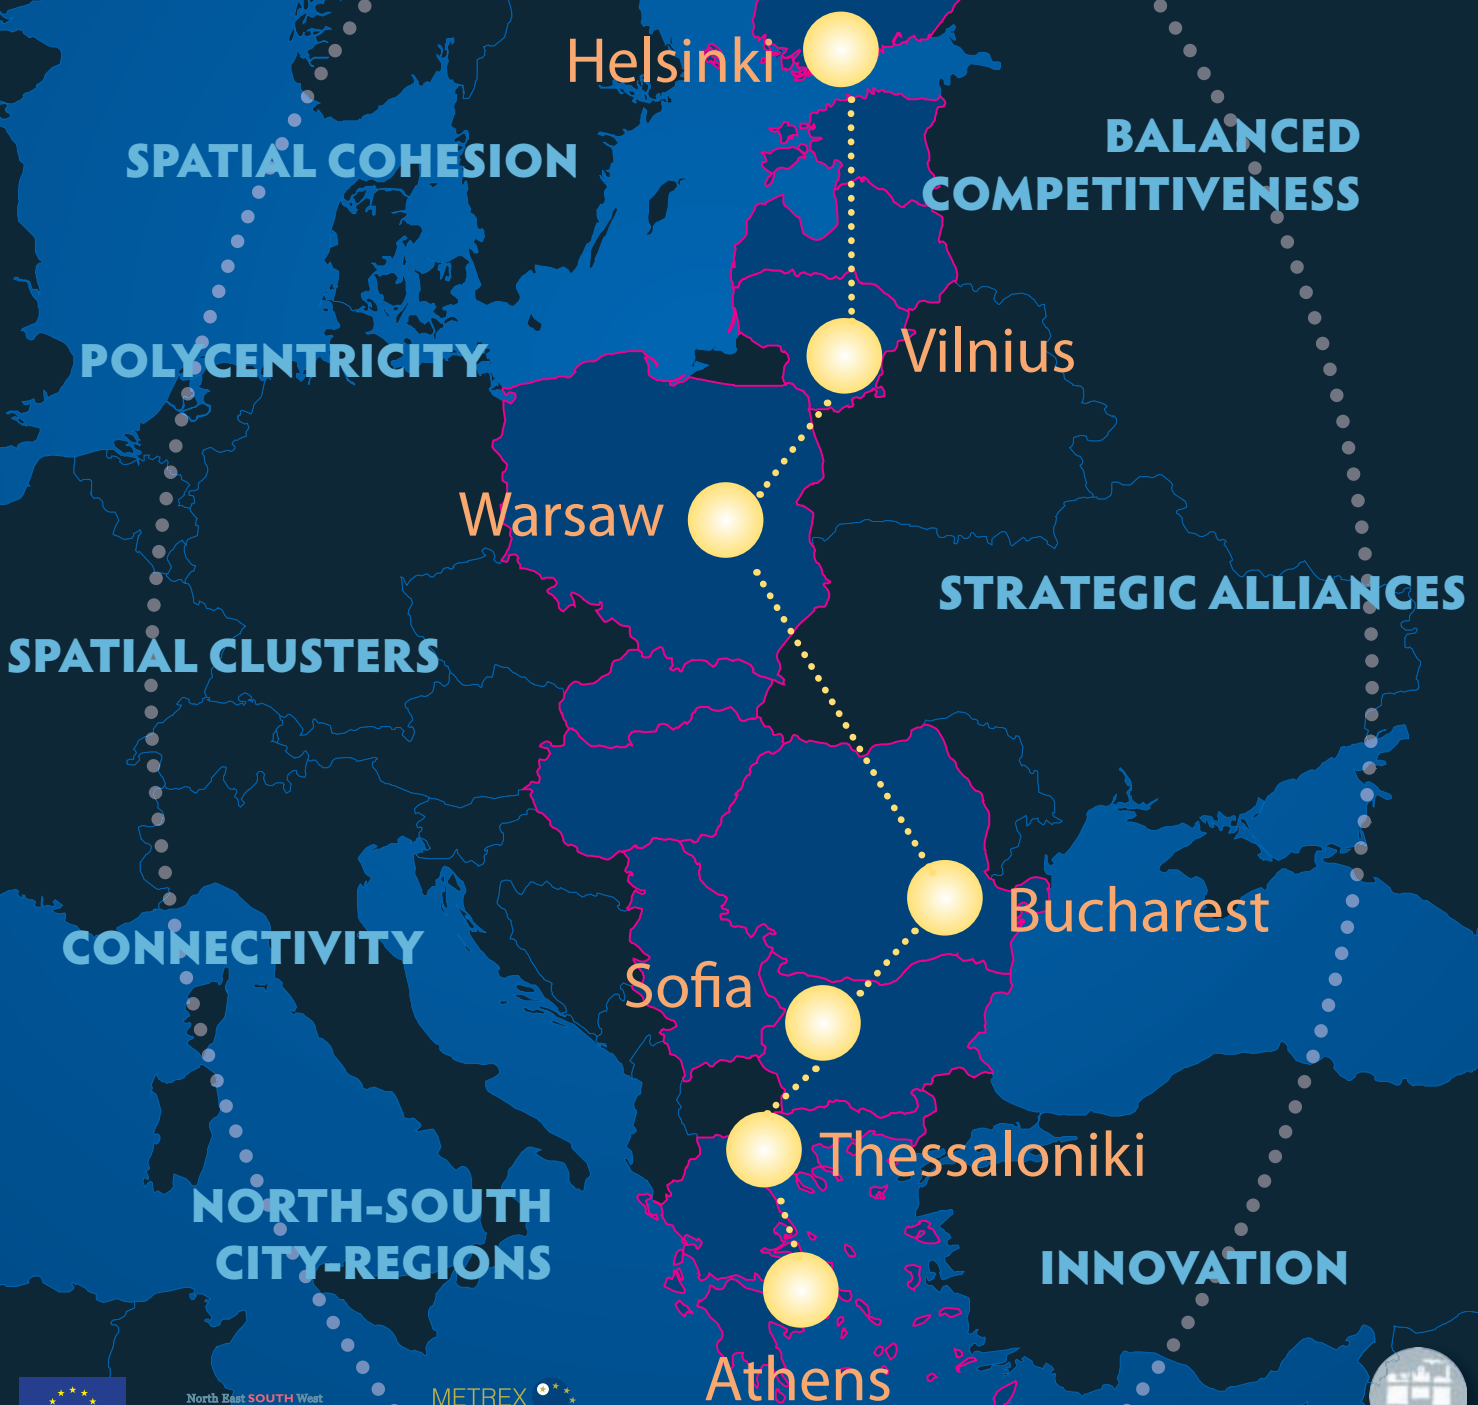 Helsinki
SPATIAL COHESION
BALANCED
COMPETITIVENESS
POLYCENTRICITY
Vilnius
Warsaw
STRATEGIC ALLIANCES
SPATIAL CLUSTERS
Bucharest
CONNECTIVITY
Sofia
Thessaloniki
NORTH-SOUTH
CITY-REGIONS
INNOVATION
Athens
North East SOUTH West
METREX